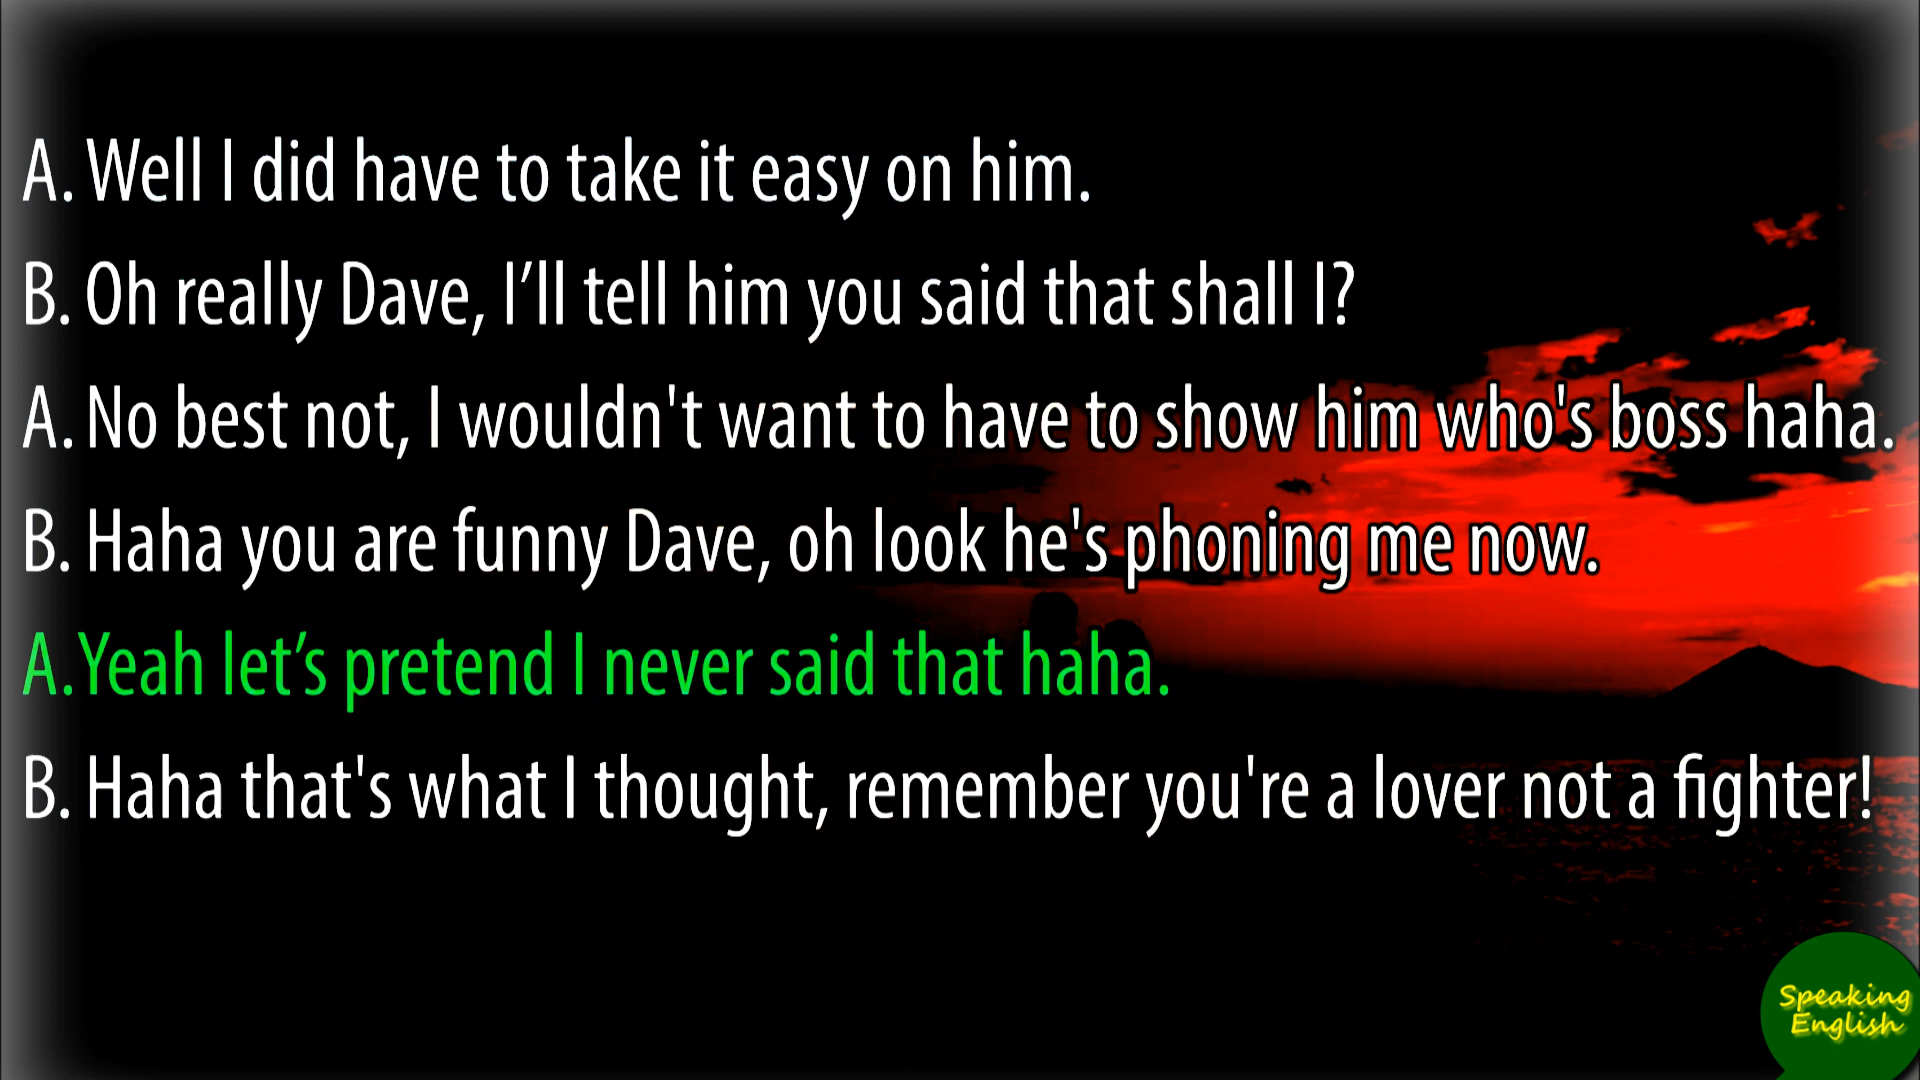 A. Well I did have to take it easy on him.
B. Oh really Dave, I’ll tell him you said that shall I?
A. No best not, I wouldn't want to have to show him who's boss haha.
B. Haha you are funny Dave, oh look he's phoning me now.
A. Yeah let’s pretend I never said that haha.
B. Haha that's what I thought, remember you're a lover not a fighter!
Speaking
English